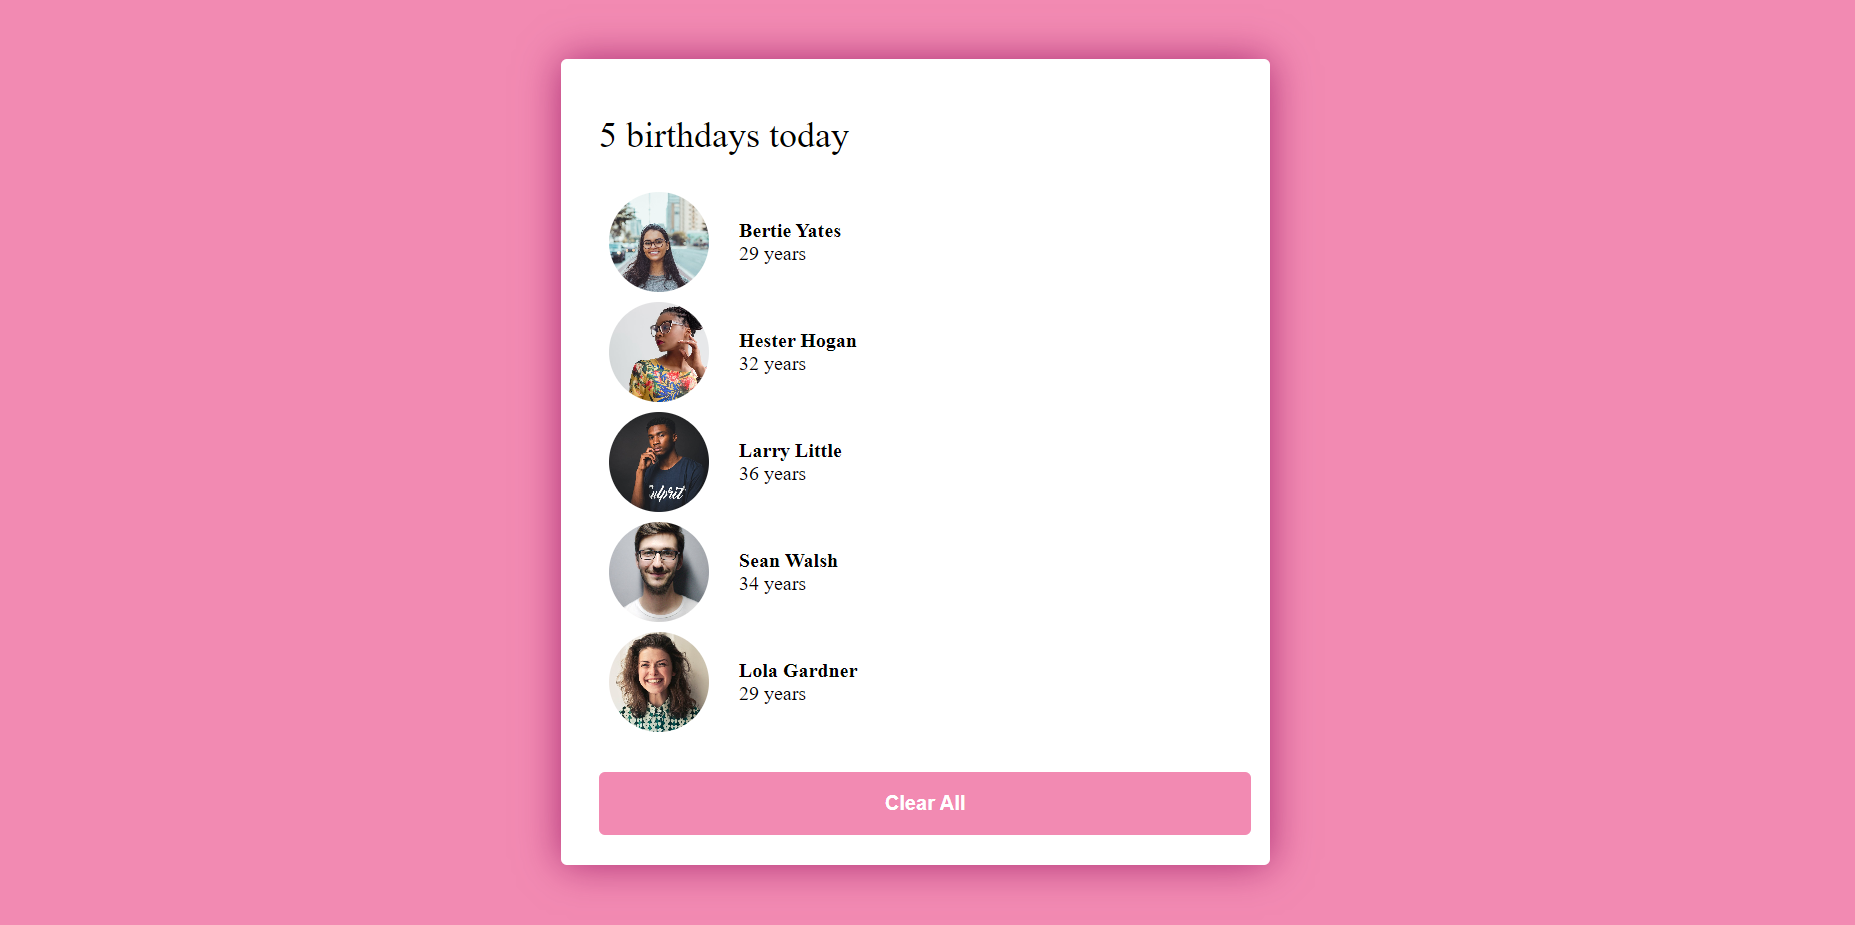 5 birthdays today
Bertie Yates
29 years
Hester Hogan
32 years
Larry Little
36 years
Sean Walsh
34 years
Lola Gardner
29 years
Clear All